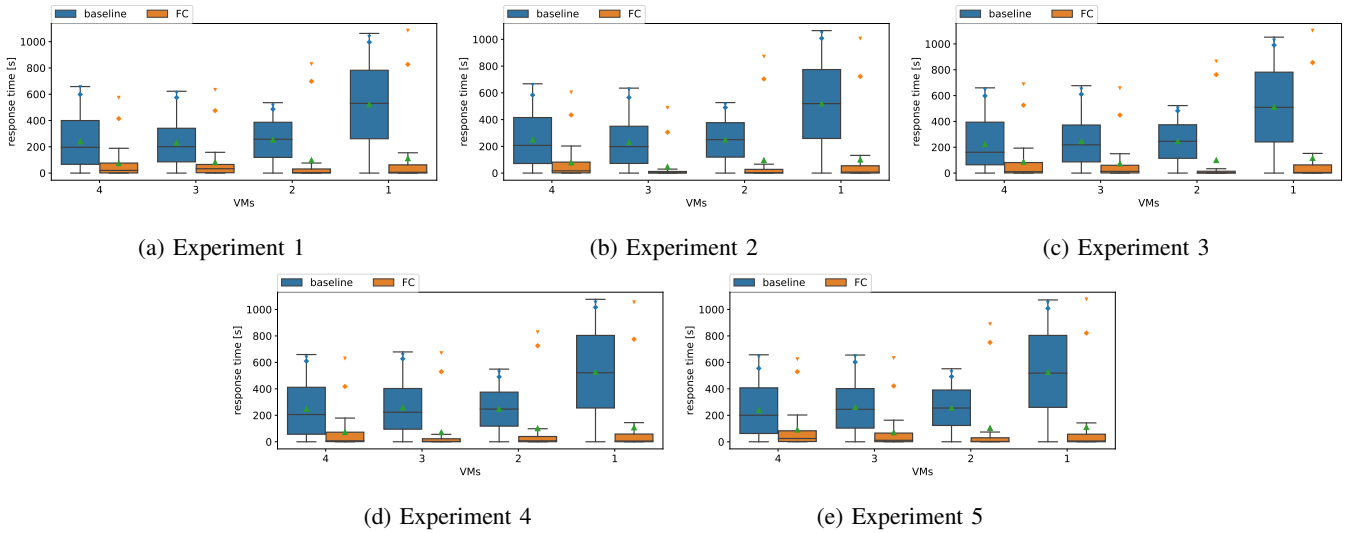 baseline FC
response time [s]
1000
800
600
400
200
0
4 3 2 1
VMs
(a) Experiment 1
baseline FC
response time [s]
1000
800
600
400
200
0
4 3 2 1
VMs
(b) Experiment 2
baseline FC
response time [s]
1000
800
600
400
200
0
4 3 2 1
VMs
(c) Experiment 3
baseline FC
response time [s]
1000
800
600
400
200
0
4 3 2 1
VMs
(d) Experiment 4
baseline FC
response time [s]
1000
800
600
400
200
0
4 3 2 1
VMs
(e) Experiment 5